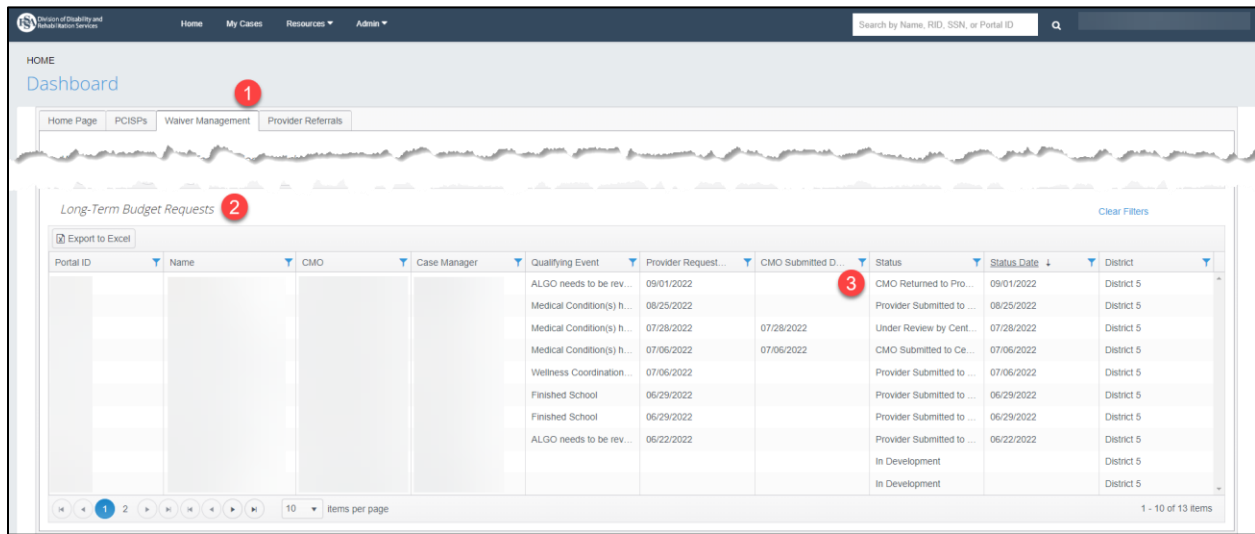 Division of Disability and
Rehabilitation Services
Home My Cases Resources Admin
Search by Name, RID, SSN, or Portal ID
HOME
Dashboard
1
Home Page PCISPs Waiver Management Provider Referrals
Long-Term Budget Requests 2
Clear Filters
Export to Excel
Portal ID Name CMO Case Manager Qualifying Event Provider Request... CMO Submitted D... Status Status Date ↓ District
ALGO needs to be rev... 09/01/2022 3 CMO Returned to Pro... 09/01/2022 District 5
Medical Condition(s) h... 08/25/2022 Provider Submitted to ... 08/25/2022 District 5
Medical Condition(s) h... 07/28/2022 07/28/2022 Under Review by Cent... 07/28/2022 District 5
Medical Condition(s) h... 07/06/2022 07/06/2022 CMO Submitted to Ce... 07/06/2022 District 5
Wellness Coordination... 07/06/2022 Provider Submitted to ... 07/06/2022 District 5
Finished School 06/29/2022 Provider Submitted to ... 06/29/2022 District 5
Finished School 06/29/2022 Provider Submitted to ... 06/29/2022 District 5
ALGO needs to be rev... 06/22/2022 Provider Submitted to ... 06/22/2022 District 5
In Development District 5
In Development District 5
1 2 10 items per page 1 - 10 of 13 items